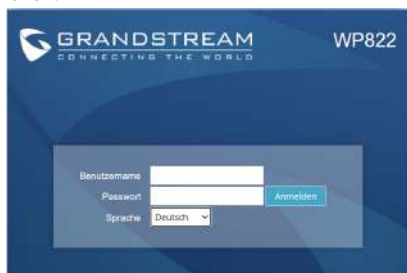 GRANDSTREAM
CONNECTING THE WORLD
WP822
Benutzername
Passwort
Anmelden
Sprache
Deutsch